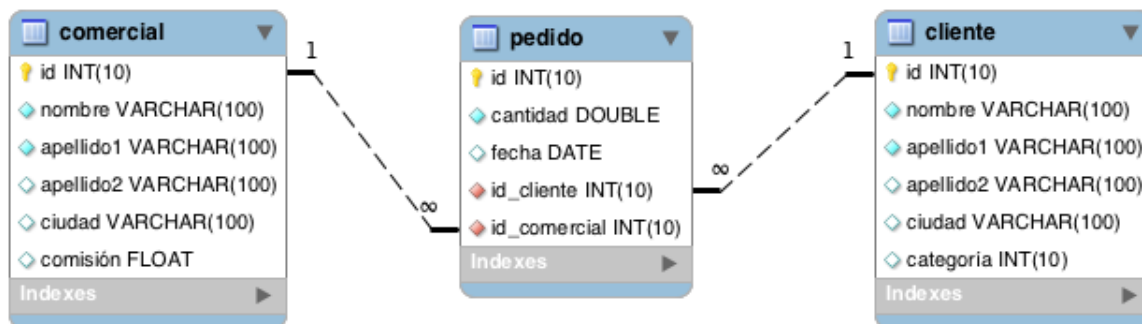 comercial
id INT(10)
nombre VARCHAR(100)
apellido1 VARCHAR(100)
apellido2 VARCHAR(100)
ciudad VARCHAR(100)
comisión FLOAT
Indexes
1
∞
pedido
id INT(10)
cantidad DOUBLE
fecha DATE
id_cliente INT(10)
id_comercial INT(10)
Indexes
∞
1
cliente
id INT(10)
nombre VARCHAR(100)
apellido1 VARCHAR(100)
apellido2 VARCHAR(100)
ciudad VARCHAR(100)
categoría INT(10)
Indexes